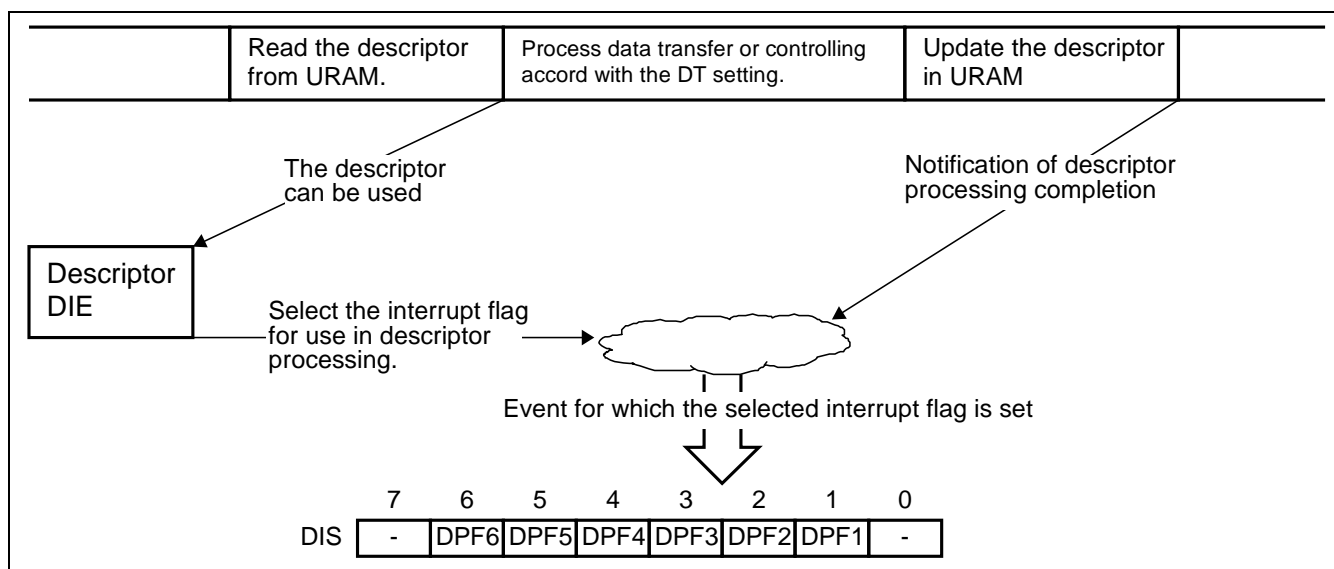 Read the descriptor
from URAM.
Process data transfer or controlling
accord with the DT setting.
Update the descriptor
in URAM
The descriptor
can be used
Notification of descriptor
processing completion
Descriptor
DIE
Select the interrupt flag
for use in descriptor
processing.
Event for which the selected interrupt flag is set
7 6 5 4 3 2 1 0
DIS - DPF6 DPF5 DPF4 DPF3 DPF2 DPF1 -